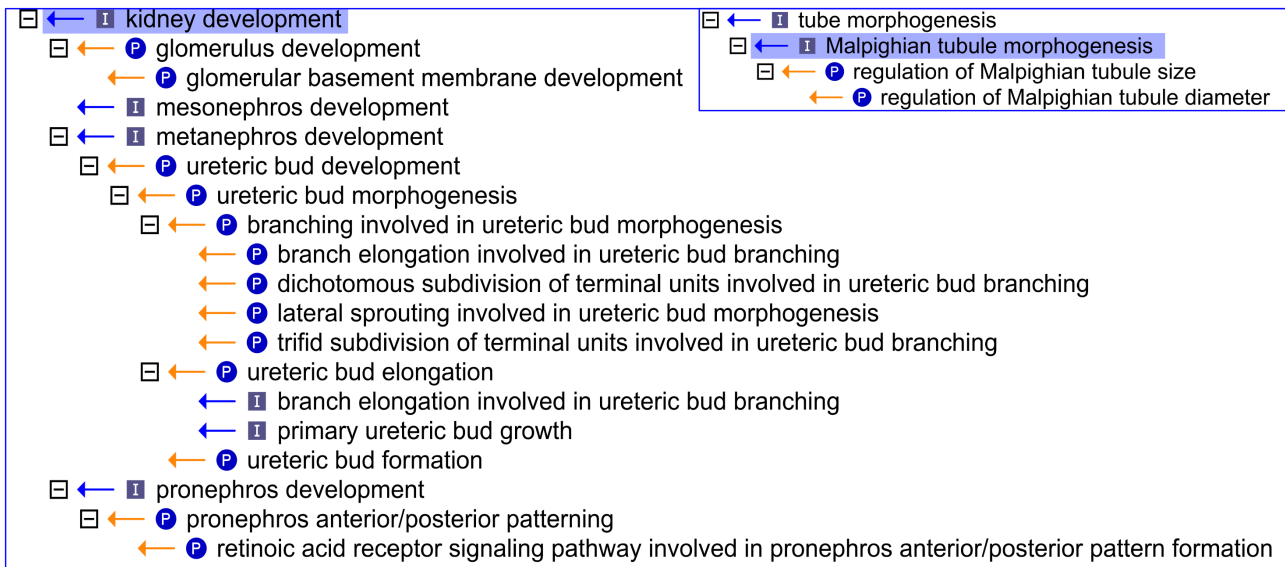 I kidney development
P glomerulus development
P glomerular basement membrane development
I mesonephros development
I metanephros development
P ureteric bud development
P ureteric bud morphogenesis
P branching involved in ureteric bud morphogenesis
P branch elongation involved in ureteric bud branching
P dichotomous subdivision of terminal units involved in ureteric bud branching
P lateral sprouting involved in ureteric bud morphogenesis
P trifid subdivision of terminal units involved in ureteric bud branching
P ureteric bud elongation
I branch elongation involved in ureteric bud branching
I primary ureteric bud growth
P ureteric bud formation
I pronephros development
P pronephros anterior/posterior patterning
P retinoic acid receptor signaling pathway involved in pronephros anterior/posterior pattern formation
I tube morphogenesis
I Malpighian tubule morphogenesis
P regulation of Malpighian tubule size
P regulation of Malpighian tubule diameter